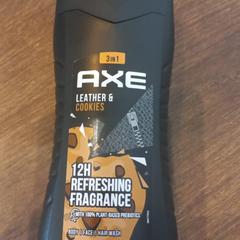 3 IN 1
AXE
LEATHER &
COOKIES
12H
REFRESHING
FRAGRANCE
WITH 100% PLANT-BASED PREBIOTICS
BODY | FACE | HAIR WASH